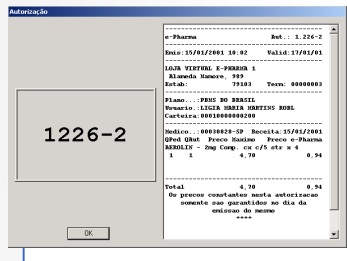 Autorização
1226-2
OK
----------------------------------------
e-Pharma Aut.: 1.226-2
----------------------------------------
Emis:15/01/2001 10:02 Valid:17/01/01
----------------------------------------
LOJA VIRTUAL E-PHARMA 1
Alameda Mamore, 989
Estab: 79103 Term: 00000003
----------------------------------------
Plano..:PBMS DO BRASIL
Usuario.:LIGIA MARIA MARTINS ROBL
Carteira:0001000000200
----------------------------------------
Medico..:00030828-SP Receita:15/01/2001
QPed QAut Preco Maximo Preco e-Pharma
AEROLIN - 2mg Comp. cx c/5 str x 4
1 1 4,70 0,94
----------------------------------------
Total 4,70 0,94
Os precos constantes nesta autorizacao
somente sao garantidos no dia da
emissao do mesmo
****